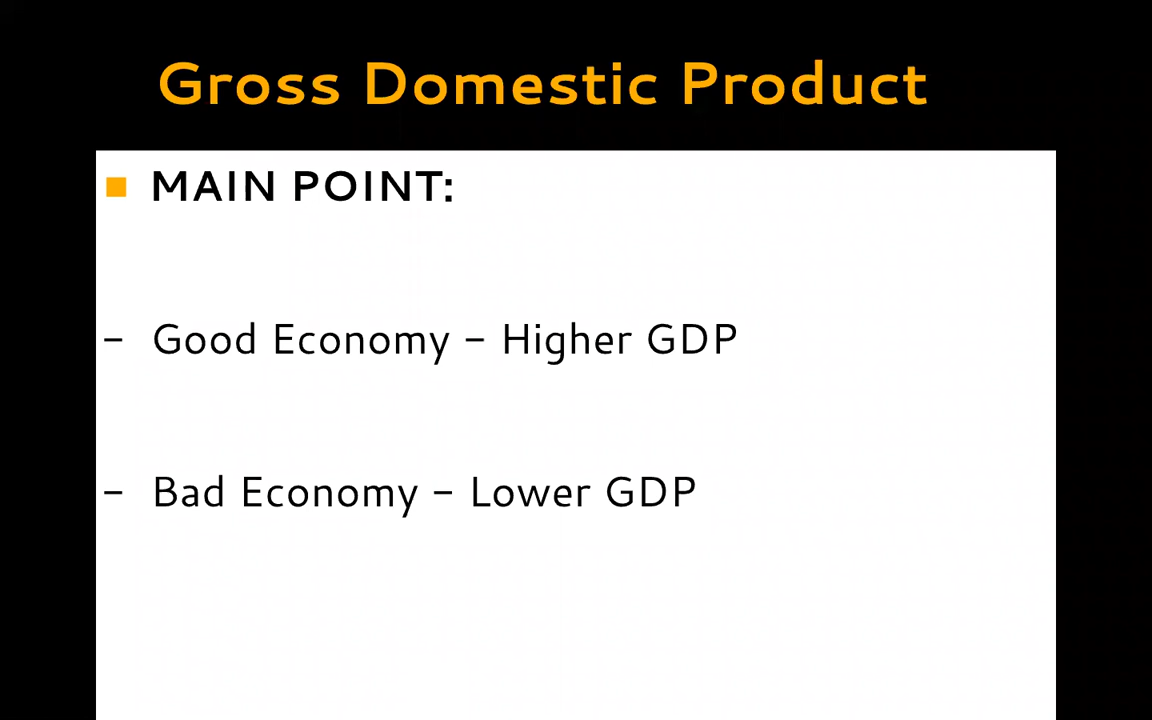 Gross Domestic Product
■ MAIN POINT:
– Good Economy – Higher GDP
– Bad Economy – Lower GDP